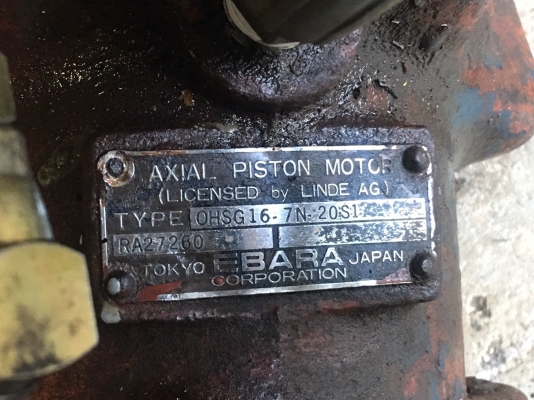 AXIAL PISTON MOTOR
(LICENSED by LINDE AG)
TYPE OHSG16-7N-20S1
RA27260
TOKYO EBARA JAPAN
CORPORATION